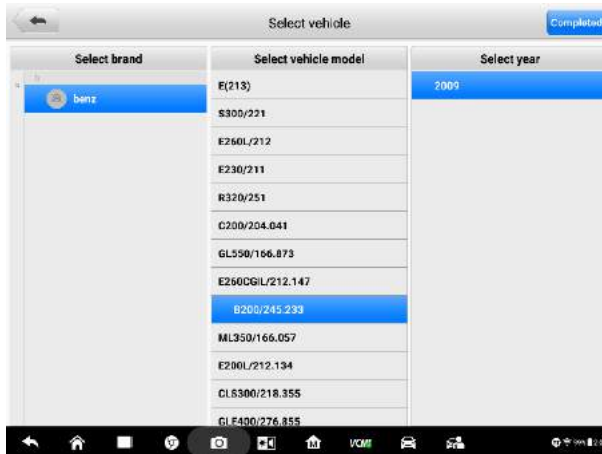 Select vehicle
Completed
Select brand
Select vehicle model
Select year
benz
E(213)
S300/221
E260L/212
E230/211
R320/251
C200/204.041
GL550/166.873
E260CGIL/212.147
B200/245.233
ML350/166.057
E200L/212.134
CLS300/218.355
GLE400/276.855
2009
VCMI